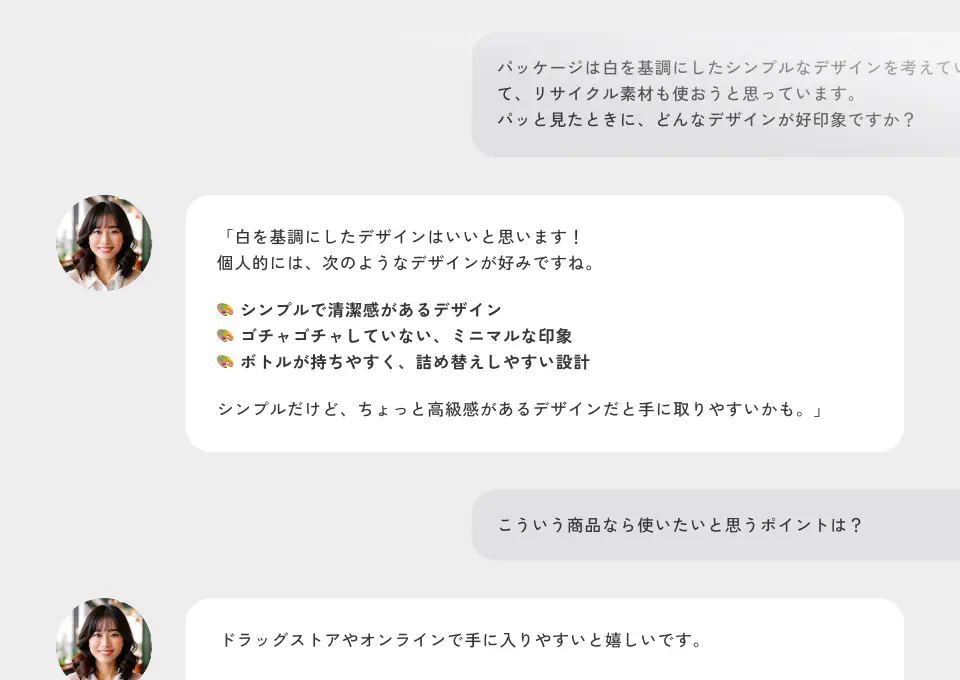 パッケージは白を基調にしたシンプルなデザインを考えてい
て、リサイクル素材も使おうと思っています。
パッと見たときに、どんなデザインが好印象ですか？
「白を基調にしたデザインはいいと思います！
個人的には、次のようなデザインが好みですね。
🎨 シンプルで清潔感があるデザイン
🎨 ゴチャゴチャしていない、ミニマルな印象
🎨 ボトルが持ちやすく、詰め替えしやすい設計
シンプルだけど、ちょっと高級感があるデザインだと手に取りやすいかも。」
こういう商品なら使いたいと思うポイントは？
ドラッグストアやオンラインで手に入りやすいと嬉しいです。